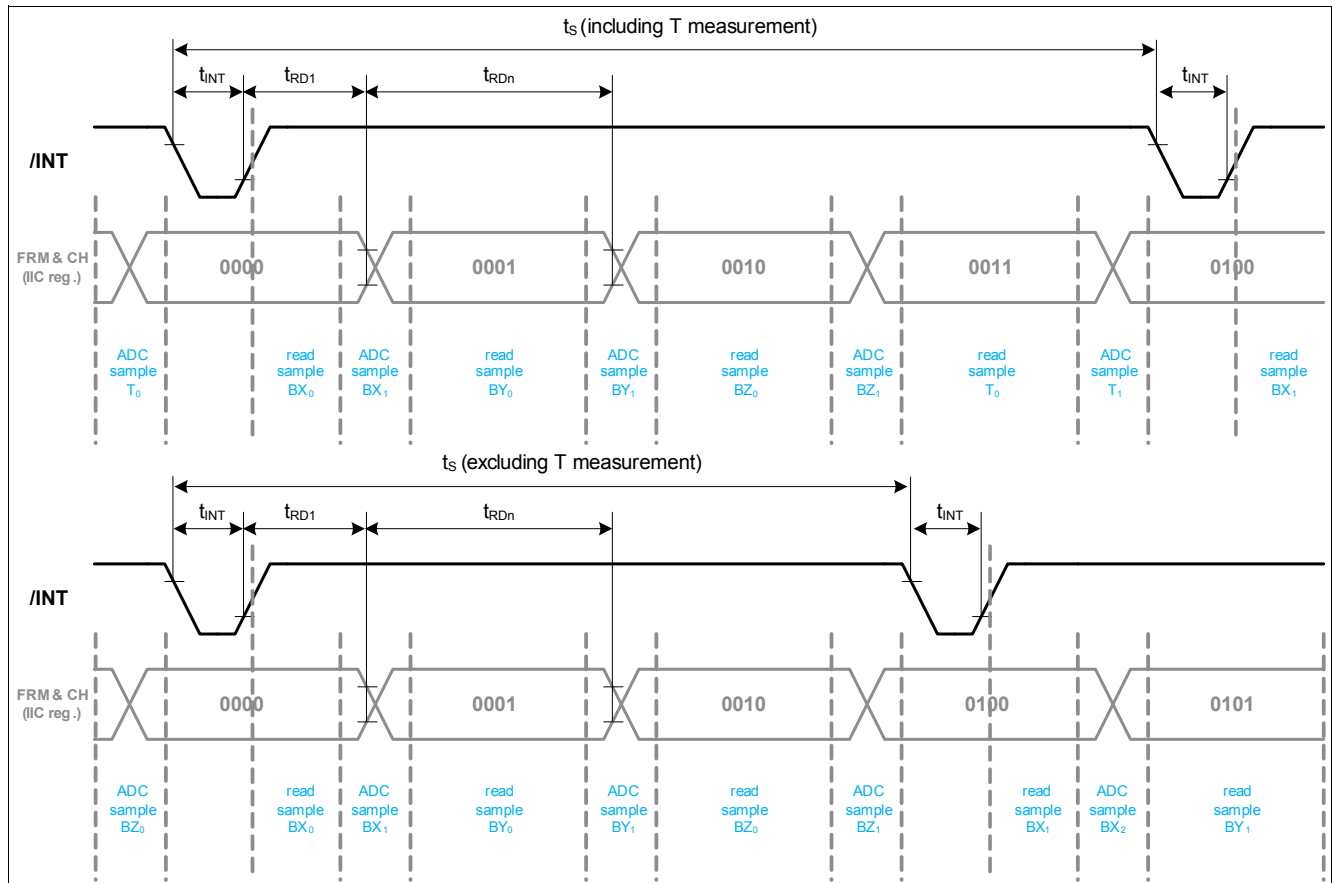 tS (including T measurement)
tINT tRD1 tRDn tINT
/INT
FRM & CH
(IIC reg.)
0000 0001 0010 0011 0100
ADC sample T0
read sample BX0
ADC sample BX1
read sample BY0
ADC sample BY1
read sample BZ0
ADC sample BZ1
read sample T0
ADC sample T1
read sample BX1
tS (excluding T measurement)
tINT tRD1 tRDn tINT
/INT
FRM & CH
(IIC reg.)
0000 0001 0010 0100 0101
ADC sample BZ0
read sample BX0
ADC sample BX1
read sample BY0
ADC sample BY1
read sample BZ0
ADC sample BZ1
read sample BX1
ADC sample BX2
read sample BY1